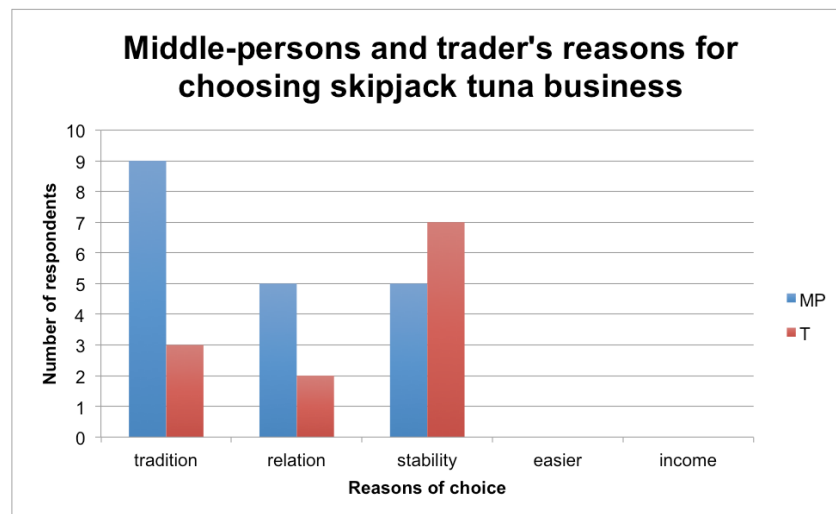 Middle-persons and trader's reasons for
choosing skipjack tuna business
10
9
8
7
6
5
4
3
2
1
0
Number of respondents
tradition relation stability easier income
Reasons of choice
MP
T